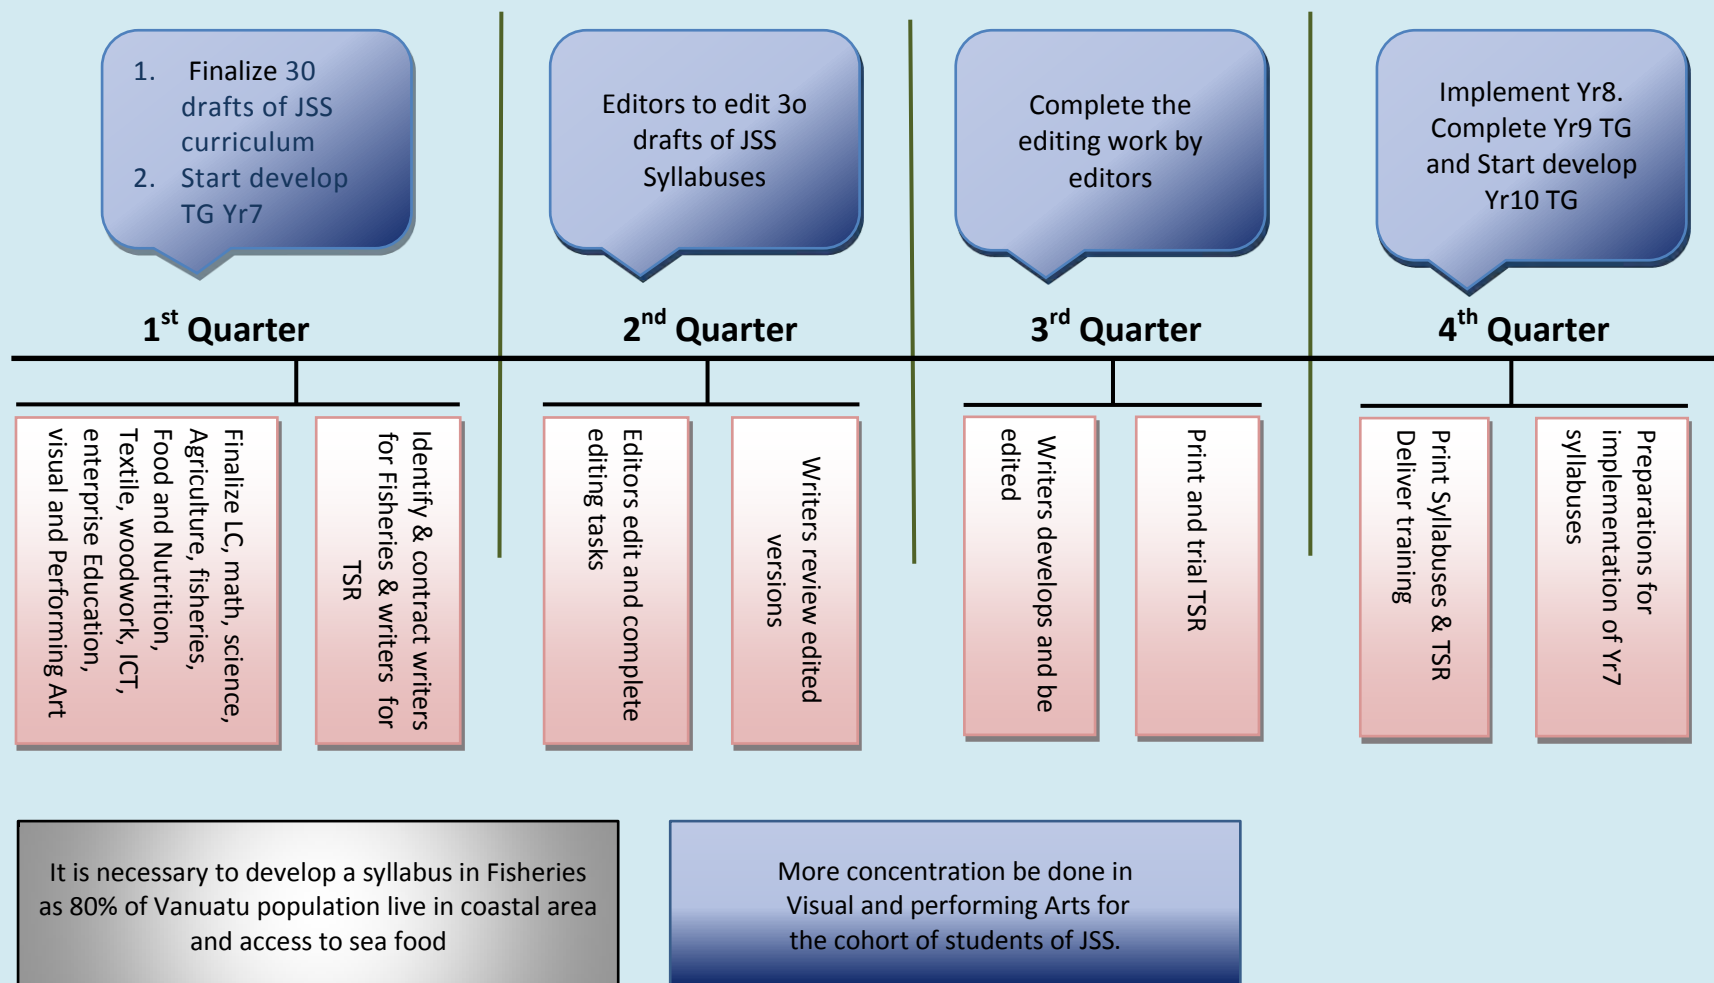 1. Finalize 30
drafts of JSS
curriculum
2. Start develop
TG Yr7
Editors to edit 3o
drafts of JSS
Syllabuses
Complete the
editing work by
editors
Implement Yr8.
Complete Yr9 TG
and Start develop
Yr10 TG
1st Quarter
2nd Quarter
3rd Quarter
4th Quarter
Finalize LC, math, science,
Agriculture, fisheries,
Food and Nutrition,
Textile, woodwork, ICT,
enterprise Education,
visual and Performing Art
Identify & contract writers
for Fisheries & writers for
TSR
Editors edit and complete
editing tasks
Writers review edited
versions
Writers develops and be
edited
Print and trial TSR
Print Syllabuses & TSR
Deliver training
Preparations for
implementation of Yr7
syllabuses
It is necessary to develop a syllabus in Fisheries
as 80% of Vanuatu population live in coastal area
and access to sea food
More concentration be done in
Visual and performing Arts for
the cohort of students of JSS.